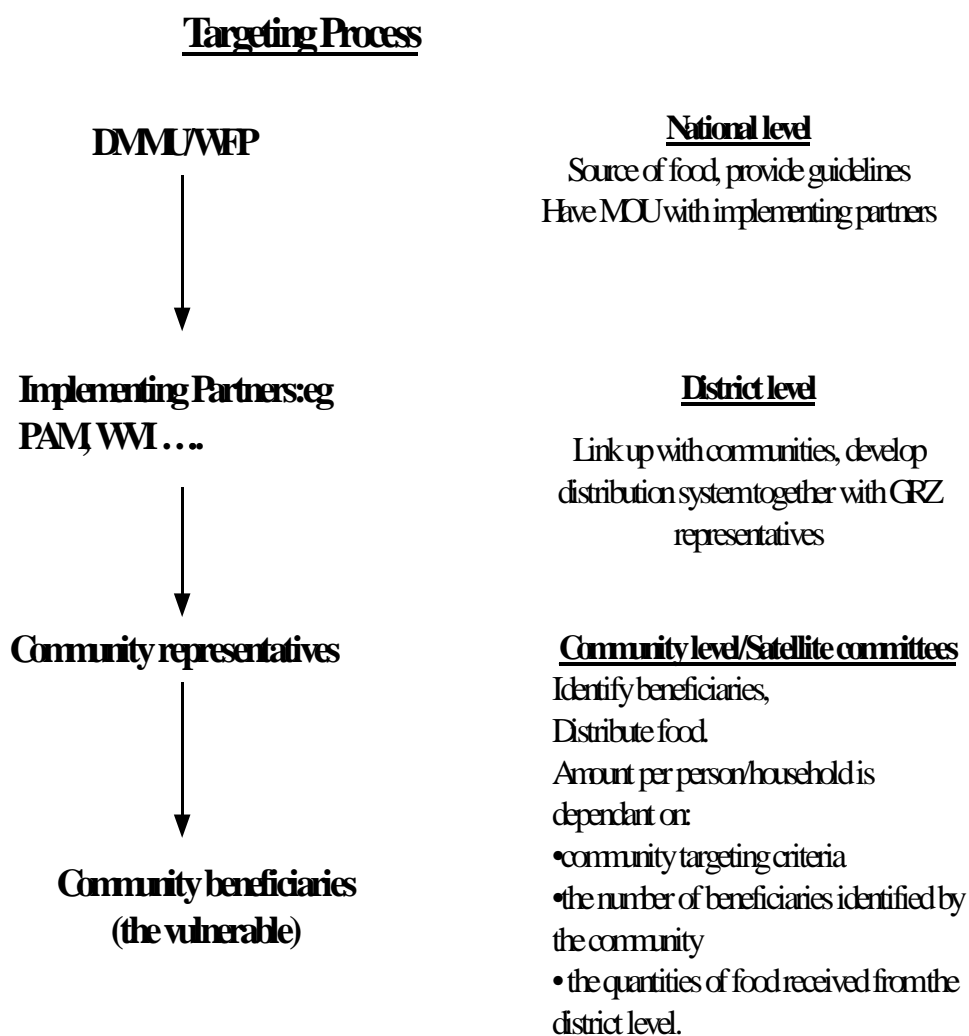 Targeting Process
DMMU/WFP
National level
Source of food, provide guidelines
Have MOU with implementing partners
Implementing Partners:eg
PAM, WVI ….
District level
Link up with communities, develop
distribution system together with GRZ
representatives
Community representatives
Community level/Satellite committees
Identify beneficiaries,
Distribute food.
Amount per person/household is
dependant on:
•community targeting criteria
•the number of beneficiaries identified by
the community
• the quantities of food received from the
district level.
Community beneficiaries
(the vulnerable)